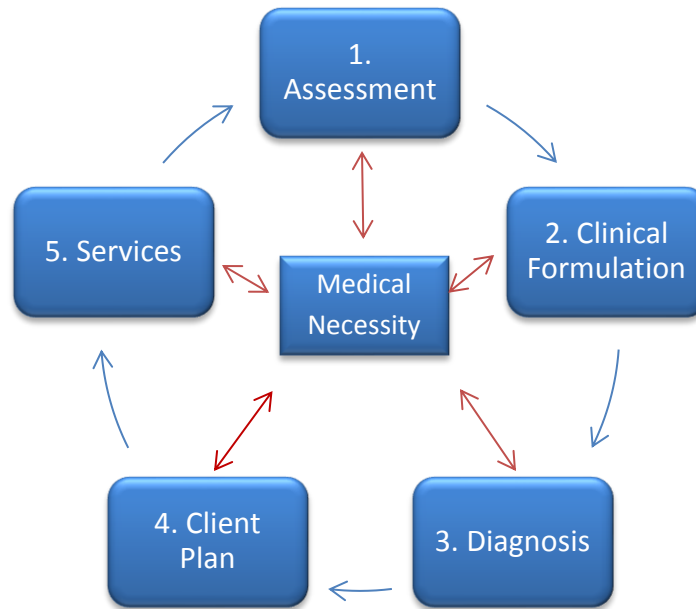 1.
Assessment
2. Clinical
Formulation
5. Services
Medical
Necessity
4. Client
Plan
3. Diagnosis